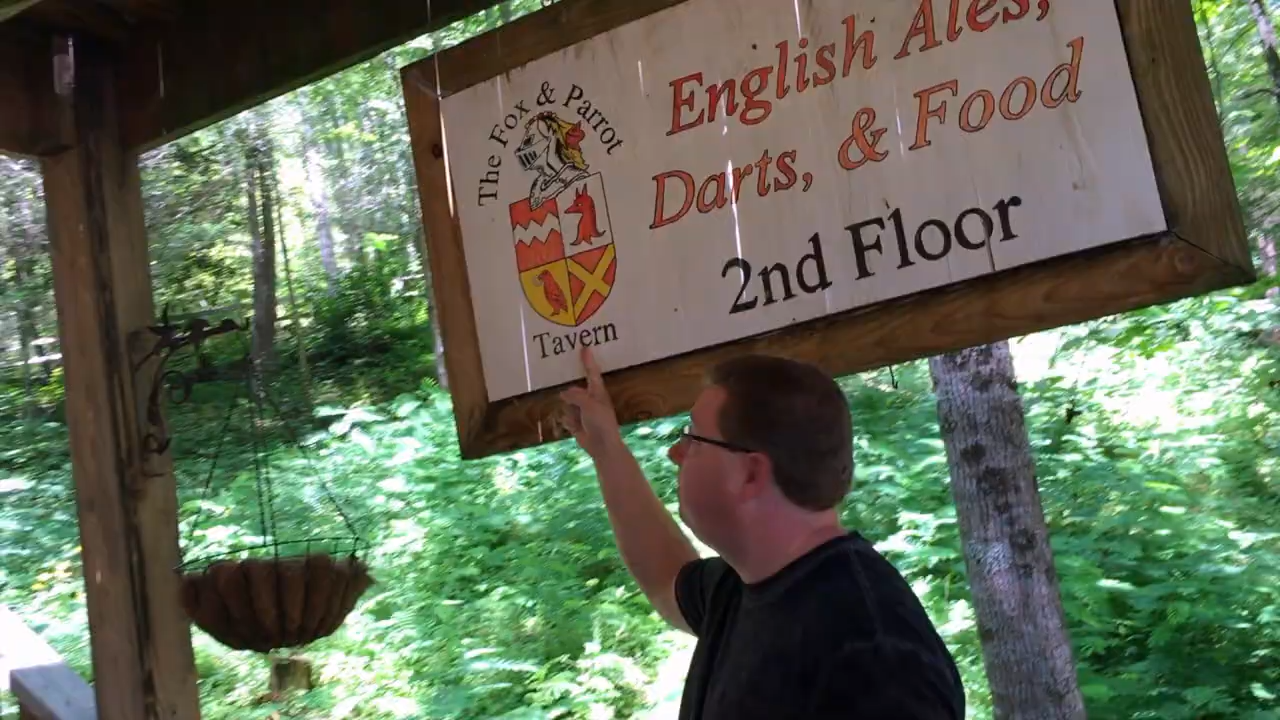 The Fox & Parrot
Tavern
English Ales,
Darts, & Food
2nd Floor